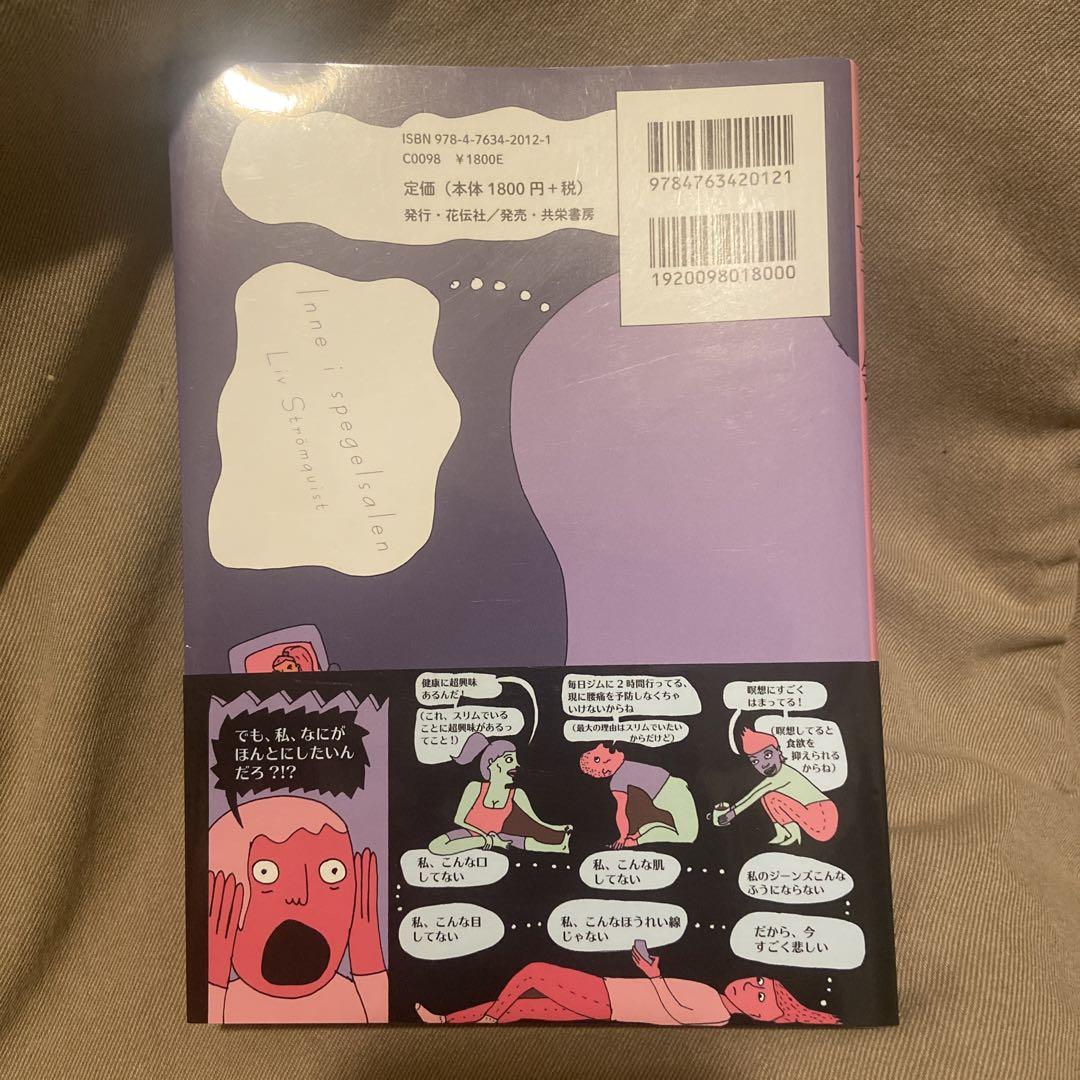 ISBN 978-4-7634-2012-1
C0098 ¥1800E
定価（本体1800円+税）
発行・花伝社／発売・共栄書房
9784763420121
1920098018000
Inne i spegelsalen
Liv Strömquist
でも、私、なにが
ほんとにしたいん
だろ?!?
健康に超興味
あるんだ!
（これ、スリムでいる
ことに超興味があるっ
てこと!）
毎日ジムに2時間行ってる、
現に腰痛を予防しなくちゃ
いけないからね
（最大の理由はスリムでいたい
からだけど）
瞑想にすごく
はまってる!
（瞑想してると
食欲を
抑えられる
からね）
私、こんな口
してない
私、こんな肌
してない
私のジーンズこんな
ふうにならない
私、こんな目
してない
私、こんなほうれい線
じゃない
だから、今
すごく悲しい